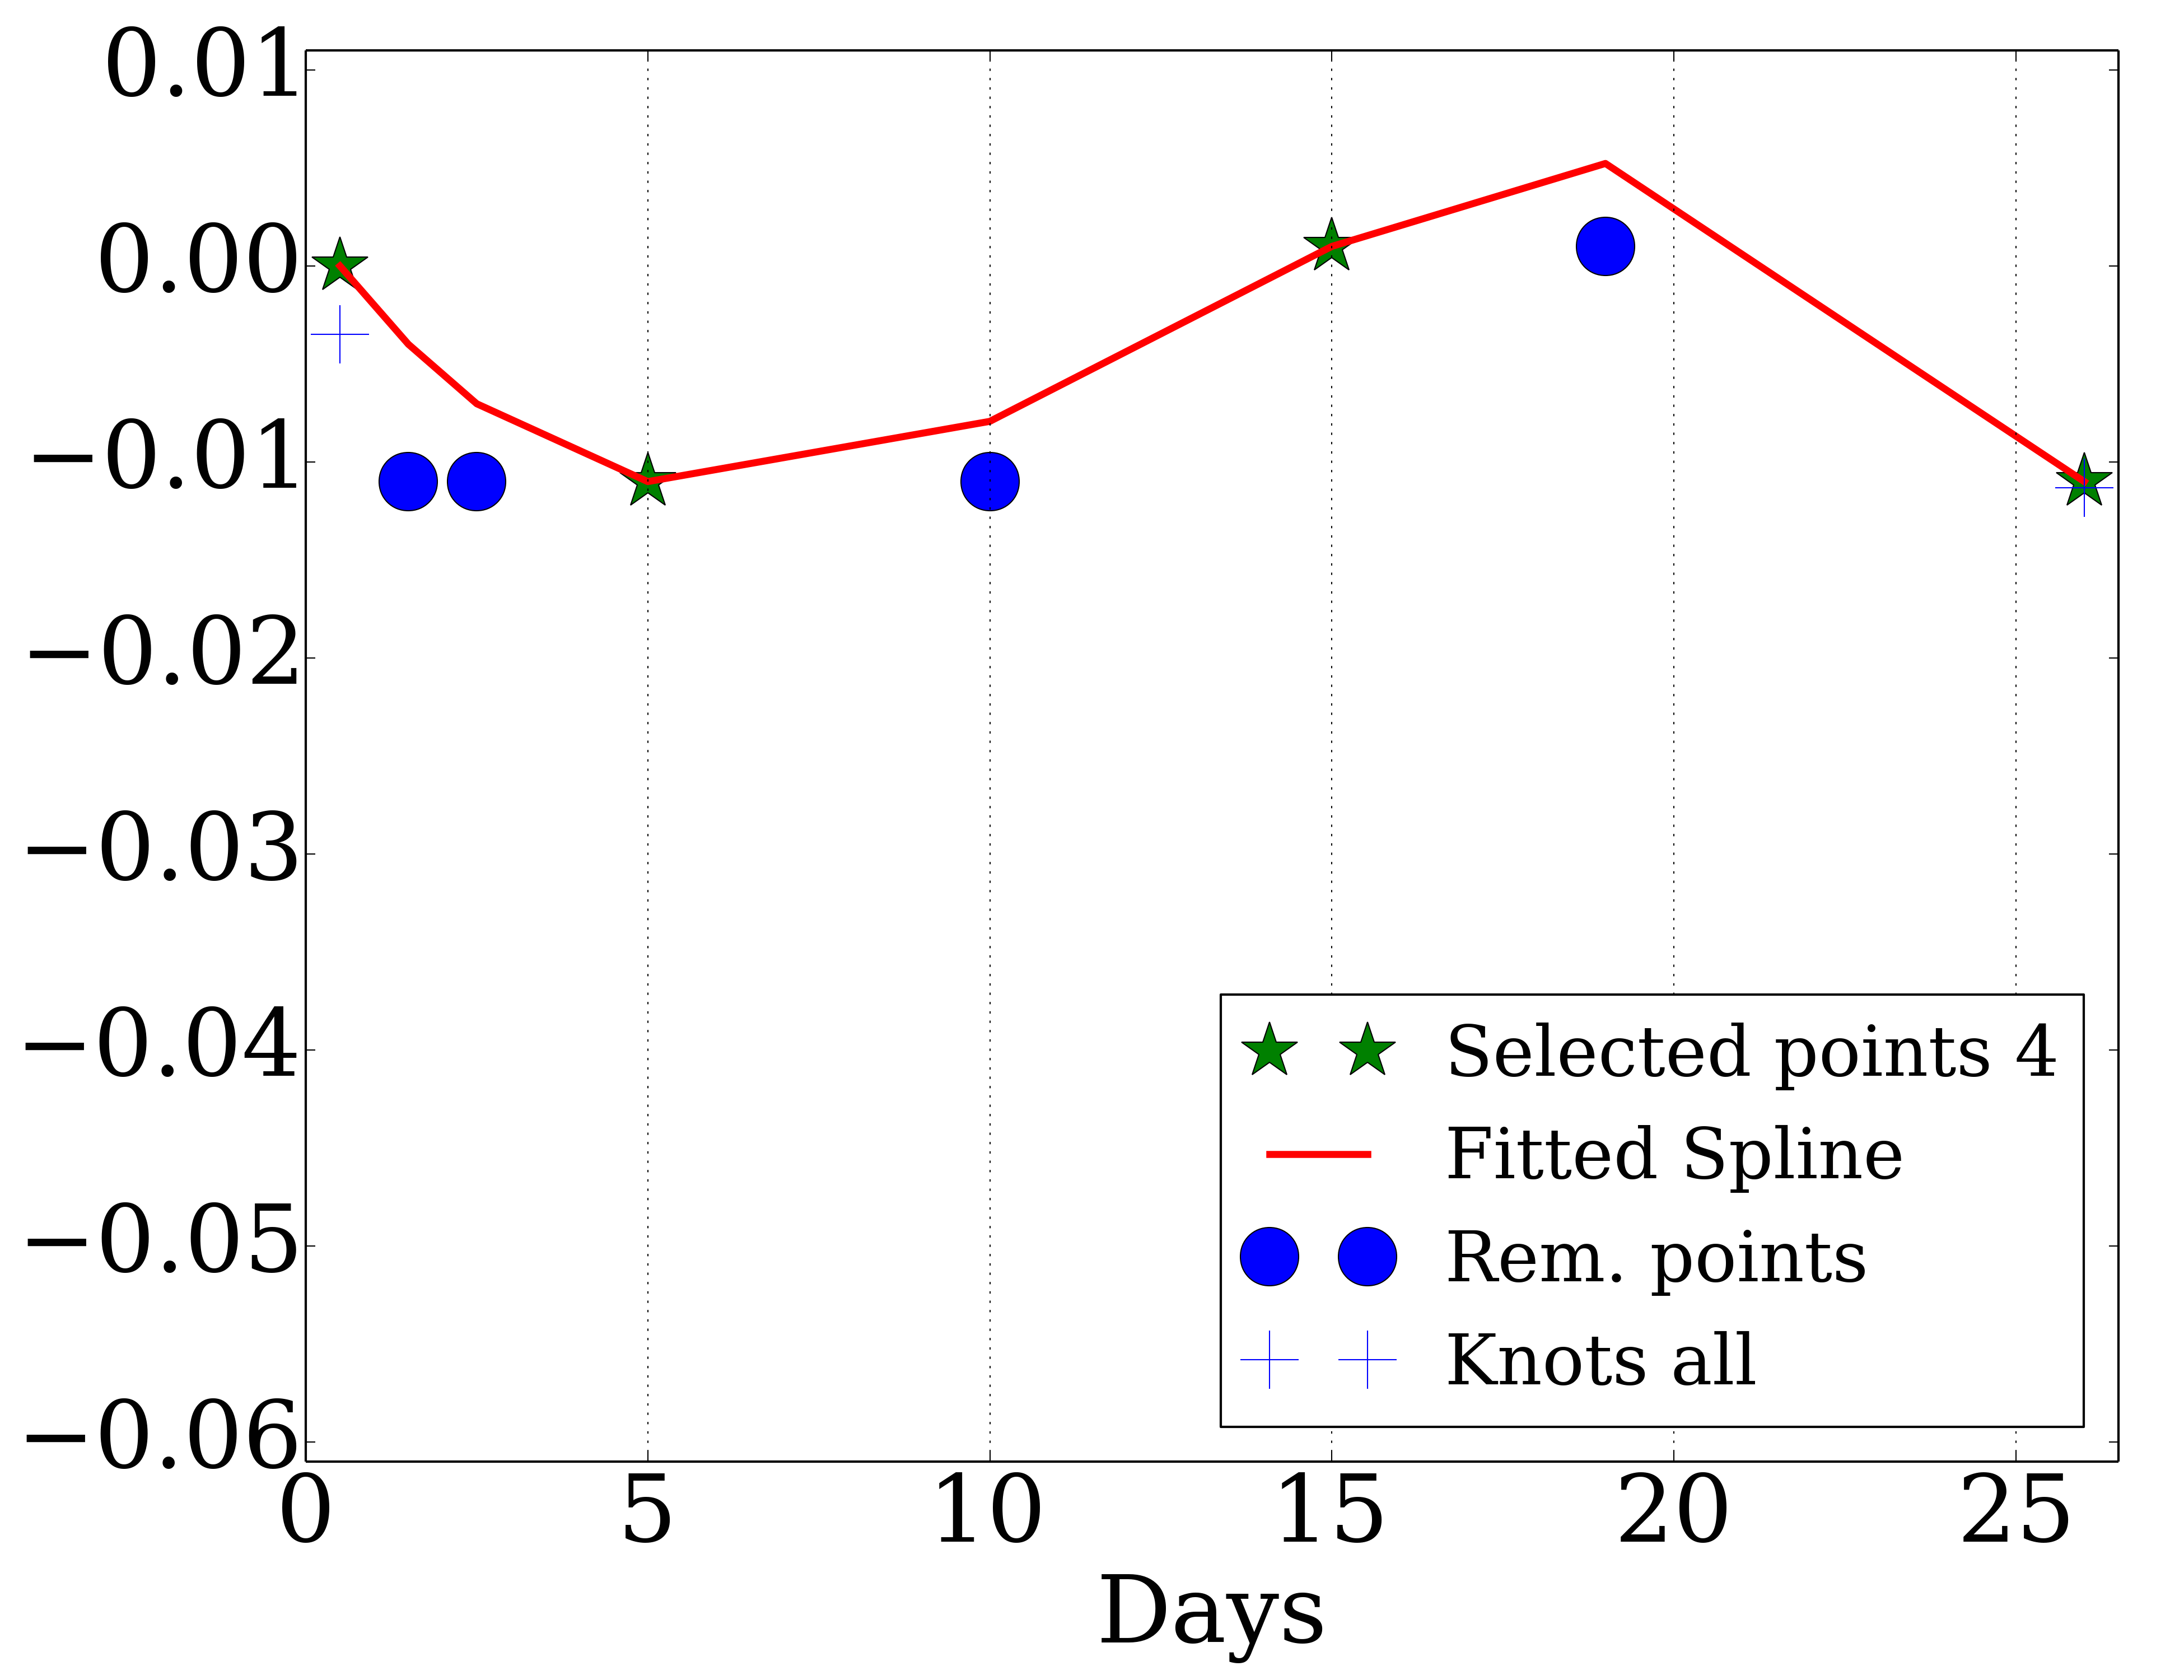 0.01
0.00
−0.01
−0.02
−0.03
−0.04
−0.05
−0.06
Selected points 4
Fitted Spline
Rem. points
Knots all
0 5 10 15 20 25
Days